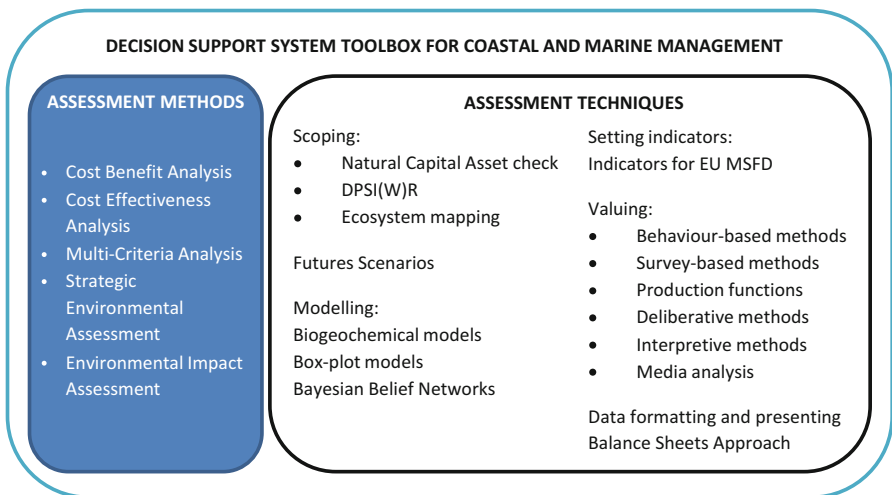 DECISION SUPPORT SYSTEM TOOLBOX FOR COASTAL AND MARINE MANAGEMENT
ASSESSMENT METHODS
• Cost Benefit Analysis
• Cost Effectiveness
Analysis
• Multi-Criteria Analysis
• Strategic
Environmental
Assessment
• Environmental Impact
Assessment
ASSESSMENT TECHNIQUES
Scoping:
• Natural Capital Asset check
• DPSI(W)R
• Ecosystem mapping
Futures Scenarios
Modelling:
Biogeochemical models
Box-plot models
Bayesian Belief Networks
Setting indicators:
Indicators for EU MSFD
Valuing:
• Behaviour-based methods
• Survey-based methods
• Production functions
• Deliberative methods
• Interpretive methods
• Media analysis
Data formatting and presenting
Balance Sheets Approach